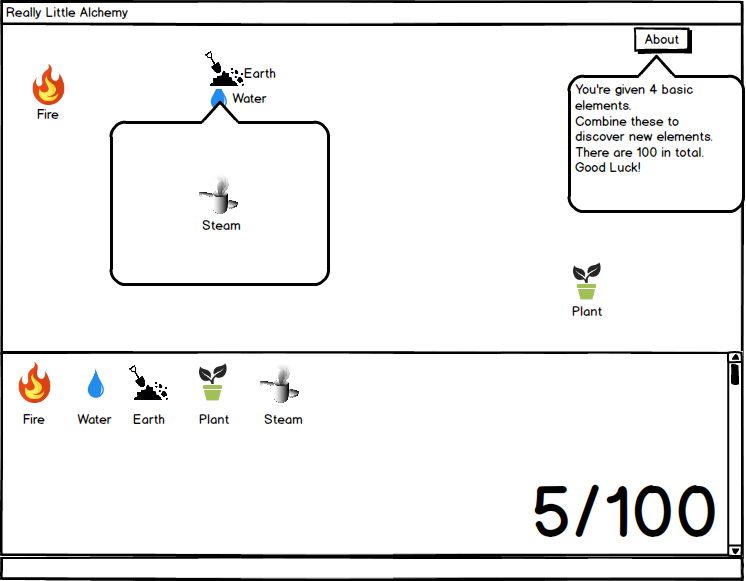 Really Little Alchemy
About
Earth
Water
Fire
You're given 4 basic
elements.
Combine these to
discover new elements.
There are 100 in total.
Good Luck!
Steam
Plant
Fire
Water
Earth
Plant
Steam
5/100